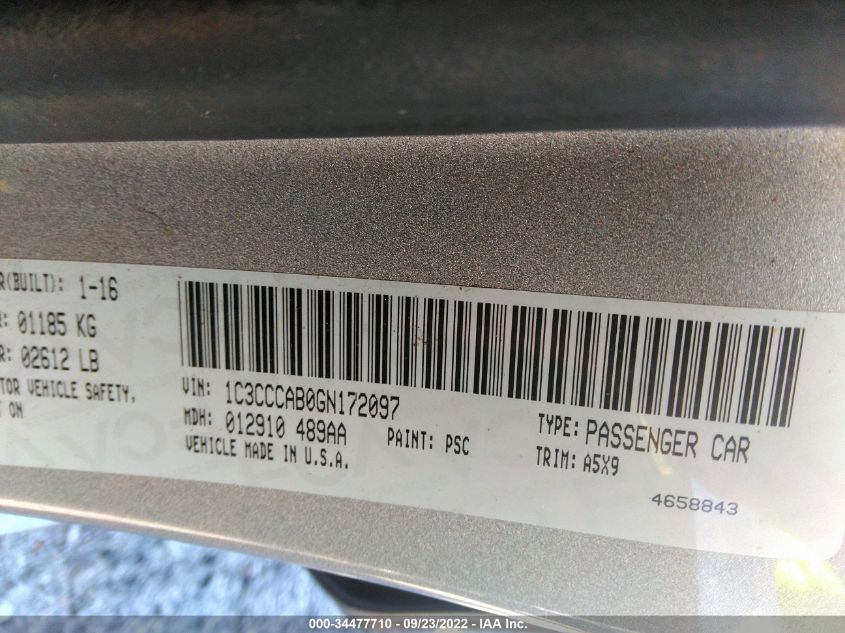 R(BUILT): 1-16
: 01185 KG
R: 02612 LB
TOR VEHICLE SAFETY,
ON
VIN: 1C3CCCAB0GN172097
MDH: 012910 489AA
PAINT: PSC
VEHICLE MADE IN U.S.A.
TYPE: PASSENGER CAR
TRIM: A5X9
4658843
000-34477710 - 09/23/2022 - IAA Inc.